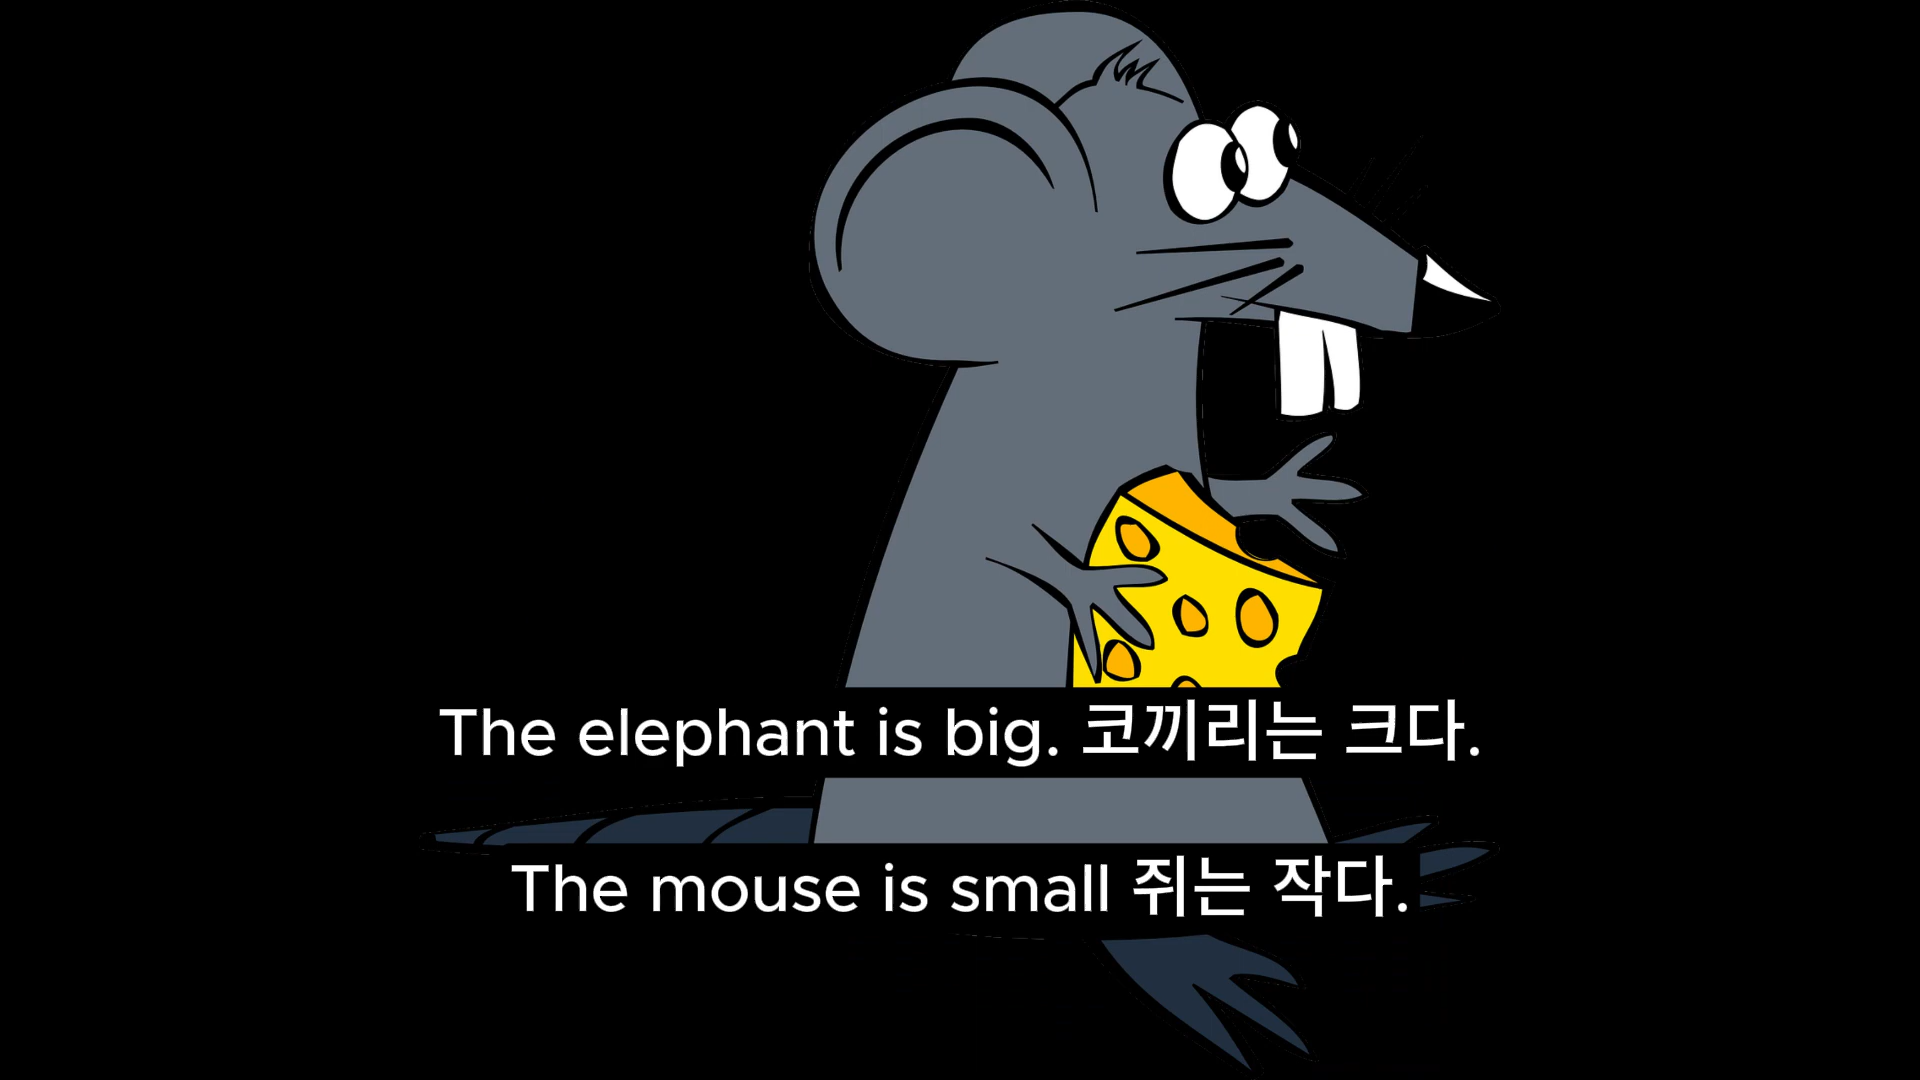 The elephant is big. 코끼리는 크다.
The mouse is small 쥐는 작다.